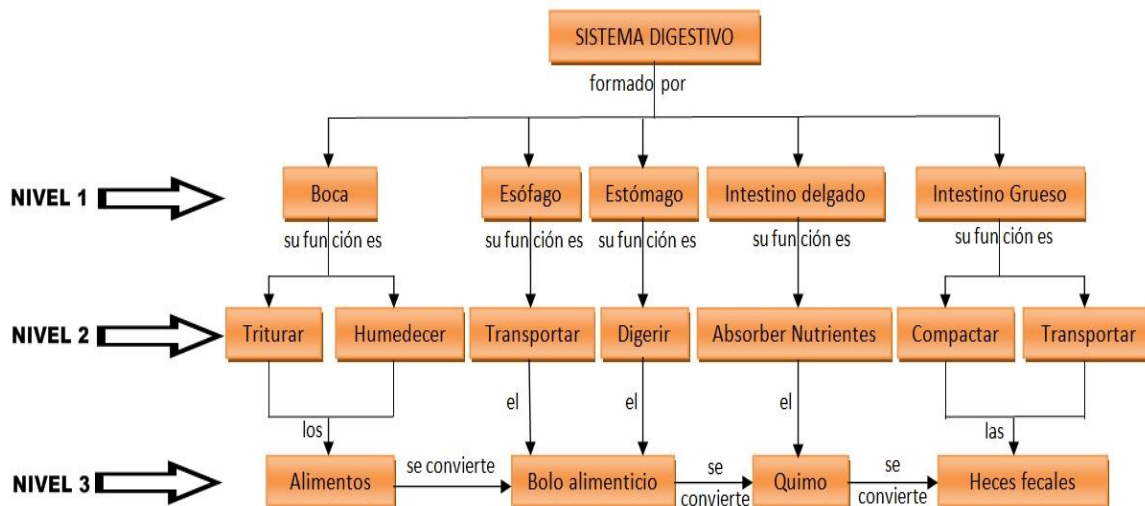 SISTEMA DIGESTIVO
formado por
NIVEL 1
Boca
Esófago
Estómago
Intestino delgado
Intestino Grueso
su función es
su función es
su función es
su función es
su función es
NIVEL 2
Triturar
Humedecer
Transportar
Digerir
Absorber Nutrientes
Compactar
Transportar
los
el
el
el
las
NIVEL 3
Alimentos
se convierte
Bolo alimenticio
se
convierte
Quimo
se
convierte
Heces fecales